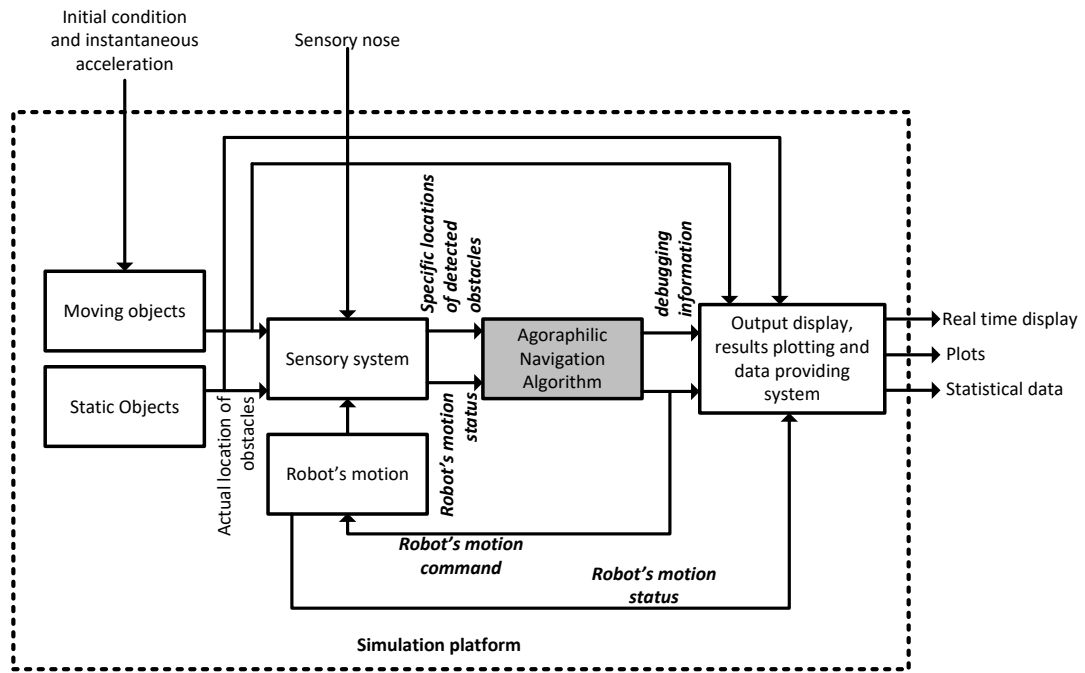 Initial condition
and instantaneous
acceleration
Sensory nose
Moving objects
Static Objects
Actual location of
obstacles
Sensory system
Robot's motion
Specific locations
of detected
obstacles
Robot's motion
status
Agoraphilic
Navigation
Algorithm
debugging
information
Output display,
results plotting and
data providing
system
Real time display
Plots
Statistical data
Robot's motion
command
Robot's motion
status
Simulation platform